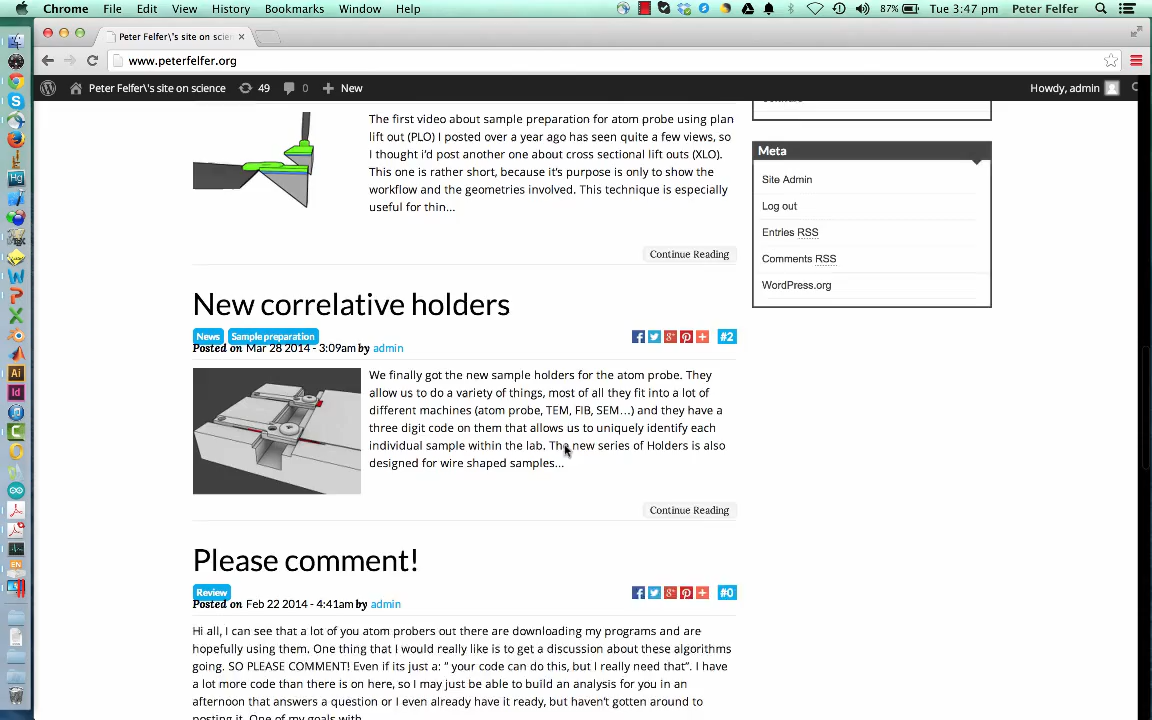 Chrome File Edit View History Bookmarks Window Help 87% Tue 3:47 pm Peter Felfer
Peter Felfer\'s site on scien
www.peterfelfer.org
Peter Felfer\'s site on science 49 0 New Howdy, admin
The first video about sample preparation for atom probe using plan
lift out (PLO) I posted over a year ago has seen quite a few views, so
I thought i'd post another one about cross sectional lift outs (XLO).
This one is rather short, because it's purpose is only to show the
workflow and the geometries involved. This technique is especially
useful for thin...
Continue Reading
New correlative holders
News Sample preparation
#2
Posted on Mar 28 2014 - 3:09am by admin
We finally got the new sample holders for the atom probe. They
allow us to do a variety of things, most of all they fit into a lot of
different machines (atom probe, TEM, FIB, SEM...) and they have a
three digit code on them that allows us to uniquely identify each
individual sample within the lab. The new series of Holders is also
designed for wire shaped samples...
Continue Reading
Please comment!
Review
#0
Posted on Feb 22 2014 - 4:41am by admin
Hi all, I can see that a lot of you atom probers out there are downloading my programs and are
hopefully using them. One thing that I would really like is to get a discussion about these algorithms
going. SO PLEASE COMMENT! Even if its just a: " your code can do this, but I really need that". I have
a lot more code than there is on here, so I may just be able to build an analysis for you in an
afternoon that answers a question or I even already have it ready, but haven't gotten around to
posting it. One of my goals with
Meta
Site Admin
Log out
Entries RSS
Comments RSS
WordPress.org